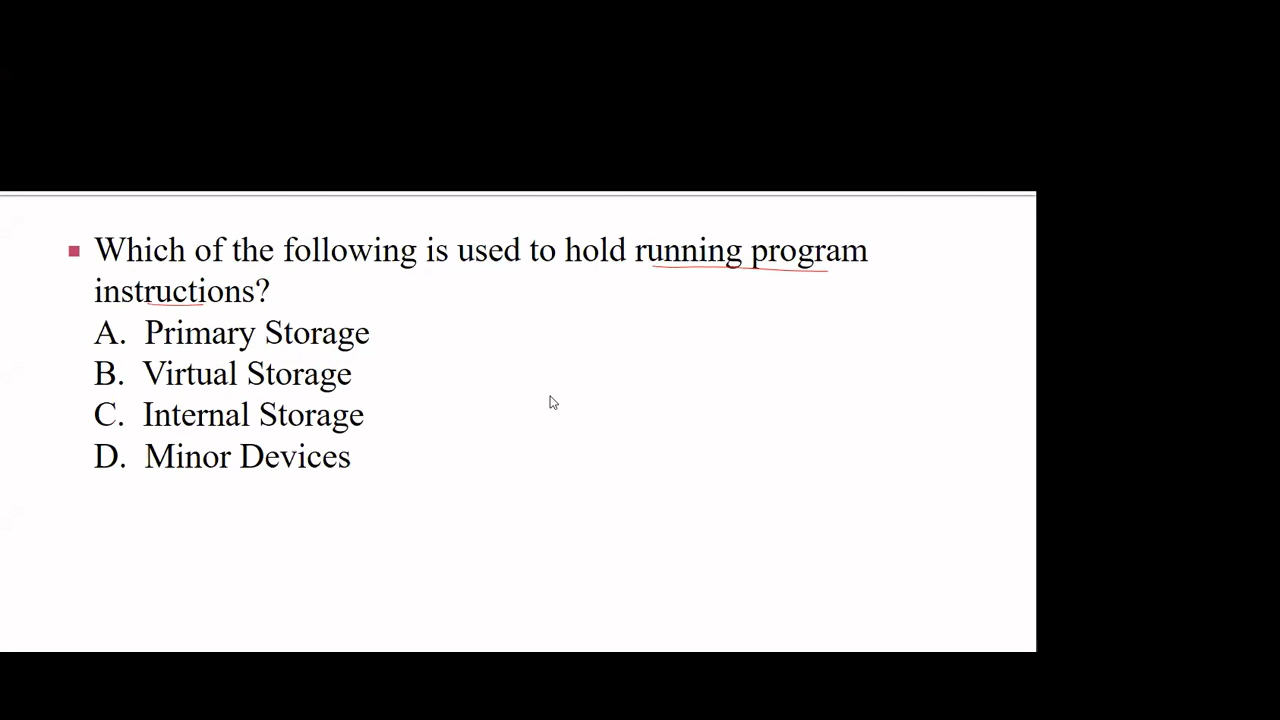 Which of the following is used to hold running program
instructions?
A. Primary Storage
B. Virtual Storage
C. Internal Storage
D. Minor Devices